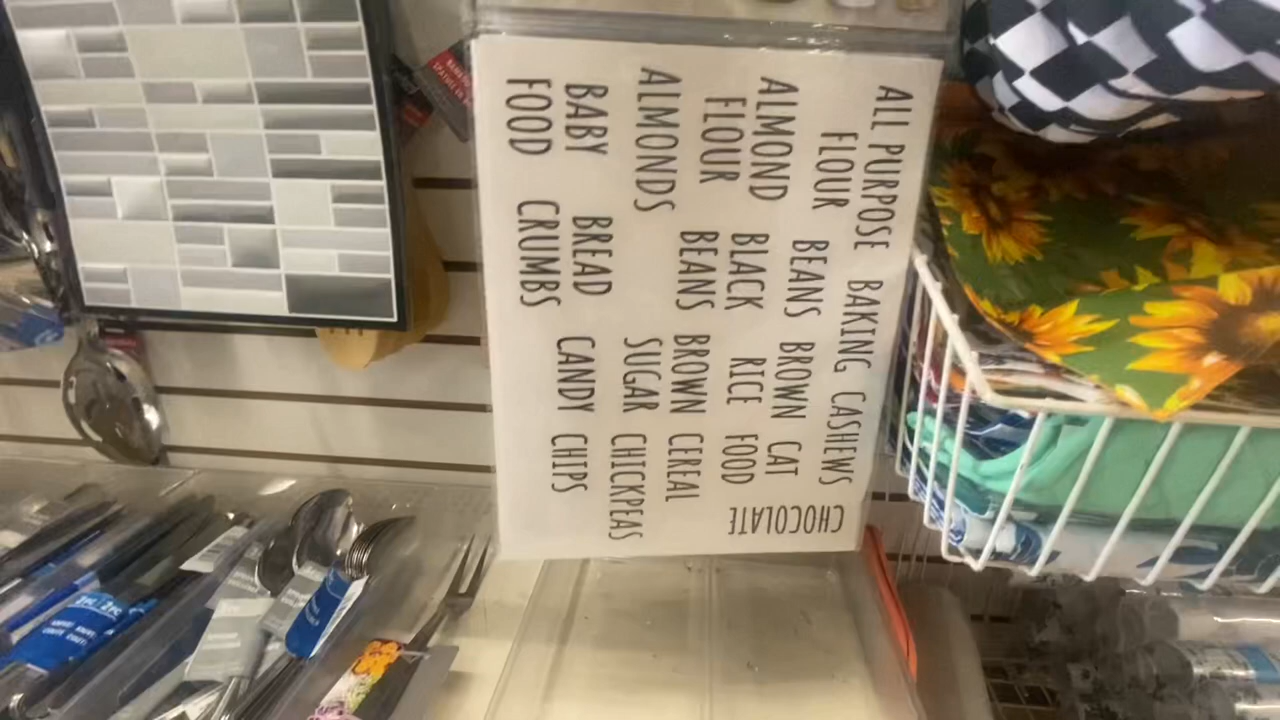 ALL PURPOSE
FLOUR
ALMOND
FLOUR
ALMONDS
BABY
FOOD
BAKING
BEANS
BLACK
BEANS
BREAD
CRUMBS
BROWN
RICE
BROWN
SUGAR
CANDY
CASHEWS
CAT
FOOD
CEREAL
CHICKPEAS
CHIPS
CHOCOLATE